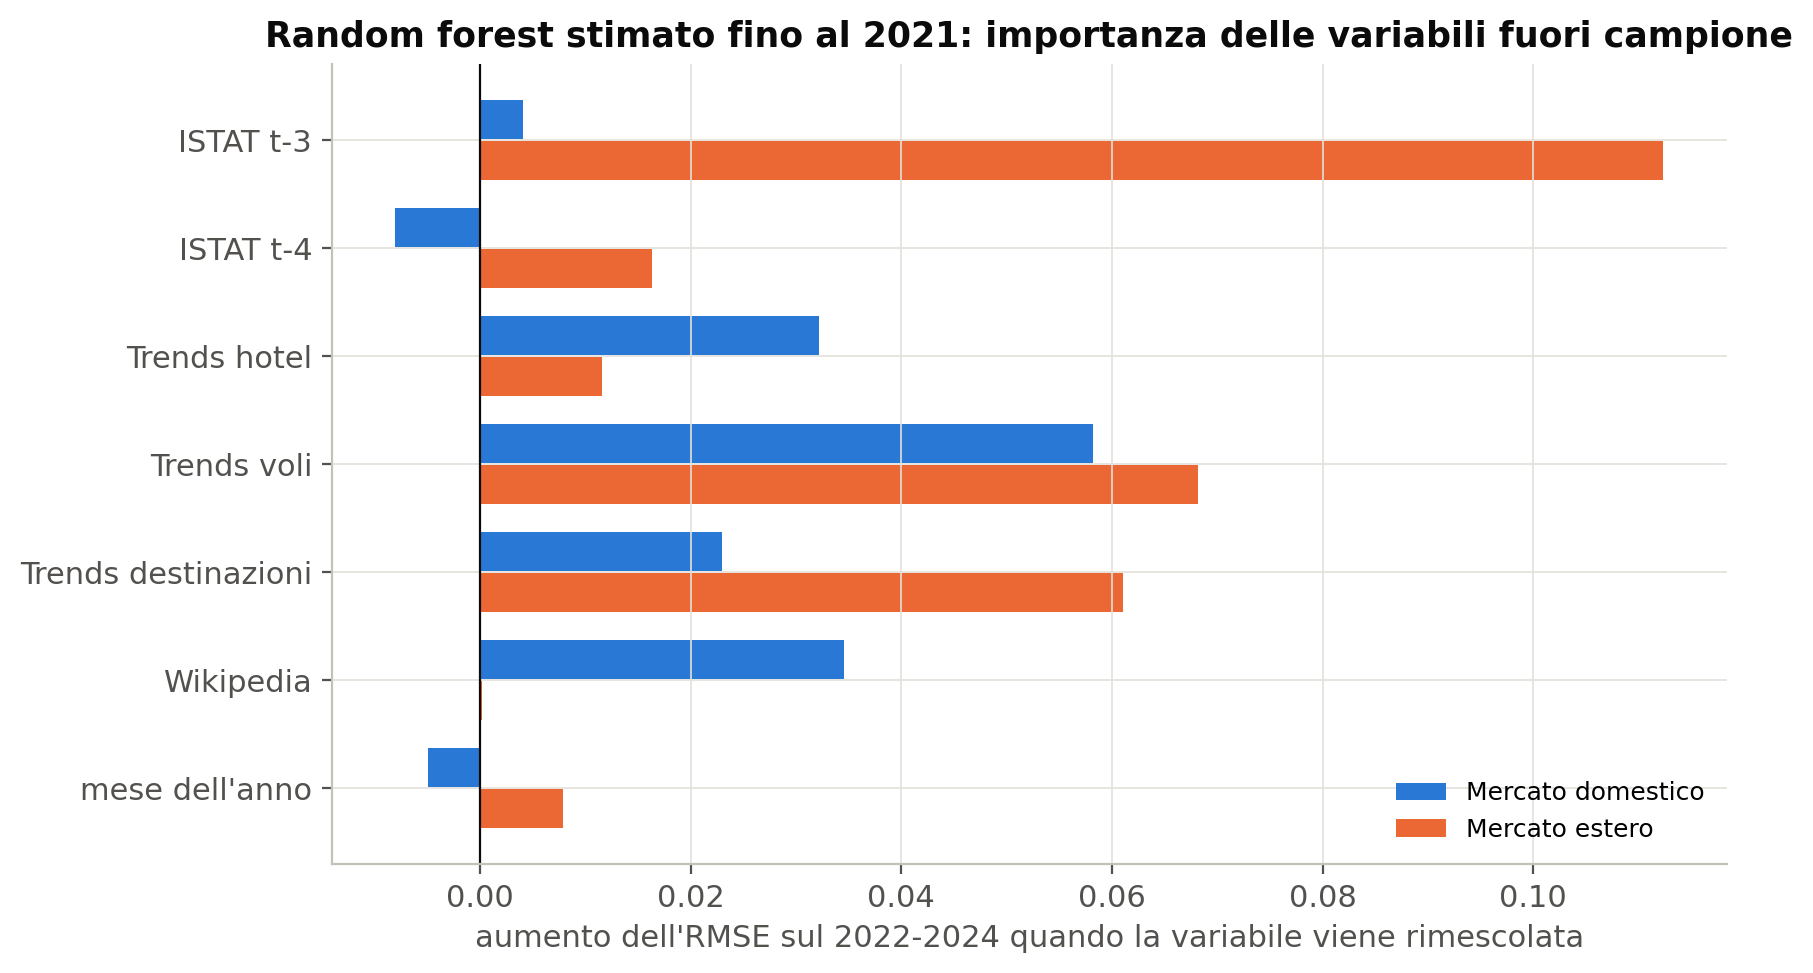 Random forest stimato fino al 2021: importanza delle variabili fuori campione
ISTAT t-3
ISTAT t-4
Trends hotel
Trends voli
Trends destinazioni
Wikipedia
mese dell'anno
Mercato domestico
Mercato estero
0.00 0.02 0.04 0.06 0.08 0.10
aumento dell'RMSE sul 2022-2024 quando la variabile viene rimescolata